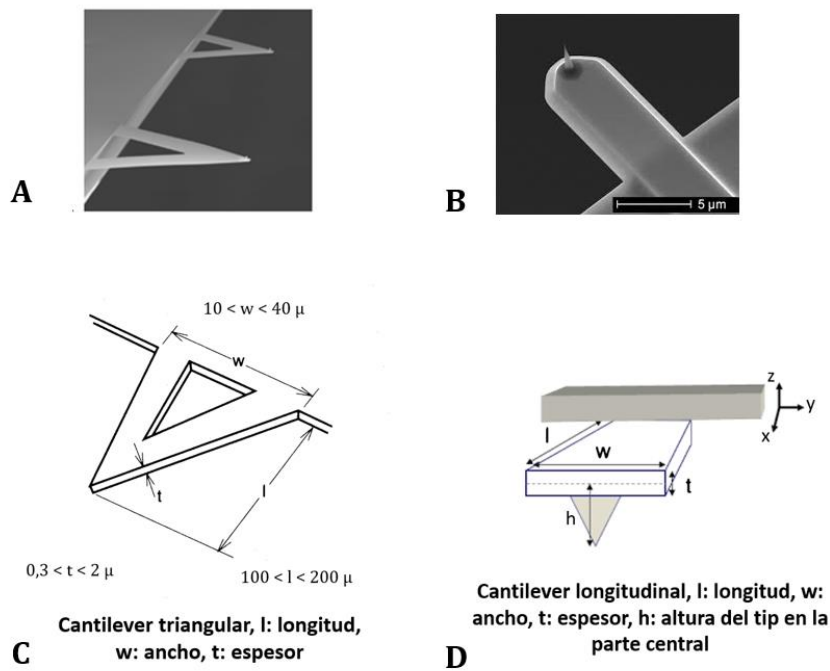 A
B
5 µm
10 < w < 40 µ
w
t
l
0,3 < t < 2 µ
100 < l < 200 µ
C
Cantilever triangular, l: longitud,
w: ancho, t: espesor
z
y
x
l
w
t
h
Cantilever longitudinal, l: longitud, w:
ancho, t: espesor, h: altura del tip en la
parte central
D